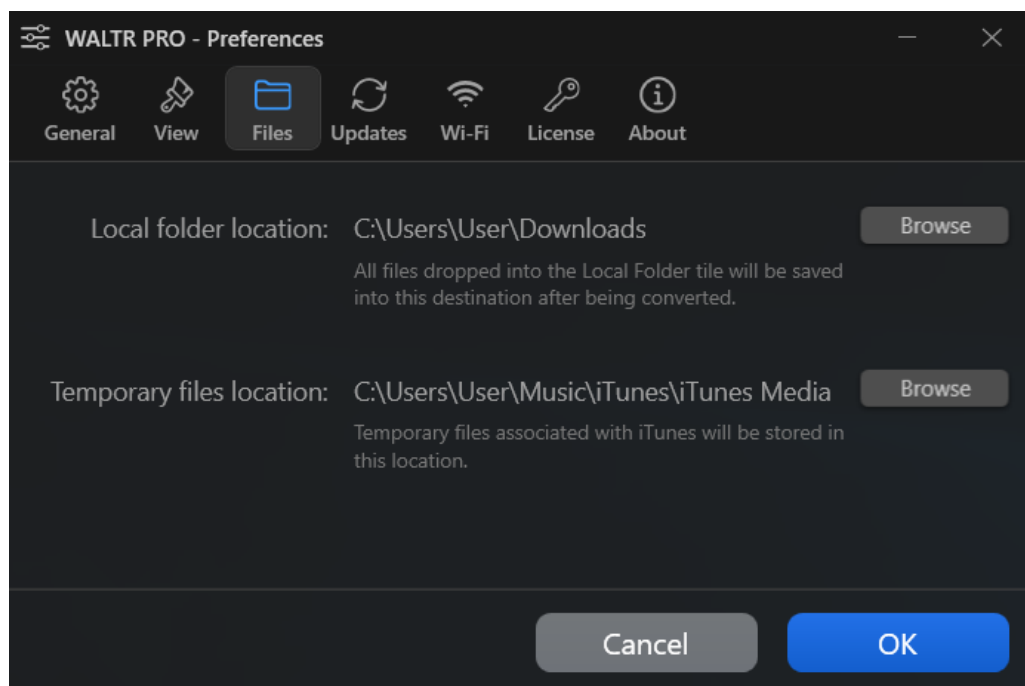 WALTR PRO - Preferences
General View Files Updates Wi-Fi License About
Local folder location: C:\Users\User\Downloads Browse
All files dropped into the Local Folder tile will be saved
into this destination after being converted.
Temporary files location: C:\Users\User\Music\iTunes\iTunes Media Browse
Temporary files associated with iTunes will be stored in
this location.
Cancel OK